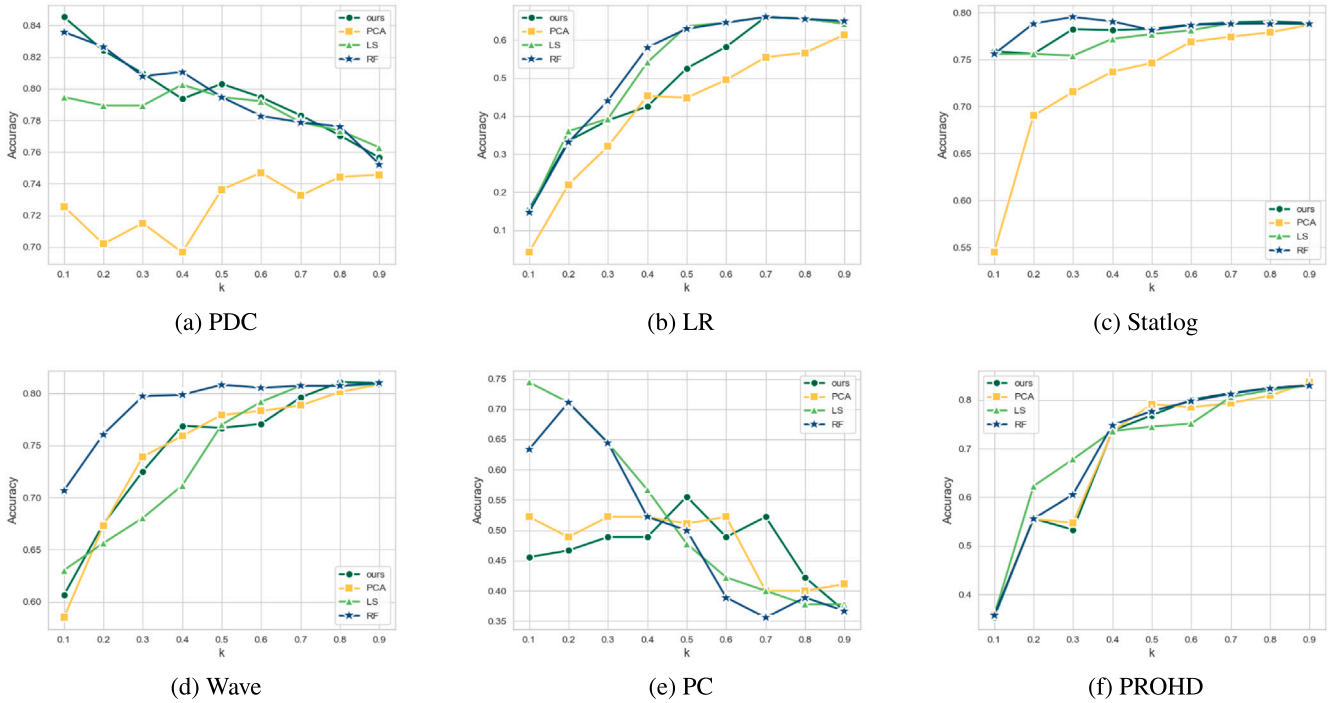 0.84
0.82
0.80
0.78
0.76
0.74
0.72
0.70
Accuracy
ours
PCA
LS
RF
0.1 0.2 0.3 0.4 0.5 0.6 0.7 0.8 0.9
k
(a) PDC
0.6
0.5
0.4
0.3
0.2
0.1
Accuracy
ours
PCA
LS
RF
0.1 0.2 0.3 0.4 0.5 0.6 0.7 0.8 0.9
k
(b) LR
0.80
0.75
0.70
0.65
0.60
0.55
Accuracy
ours
PCA
LS
RF
0.1 0.2 0.3 0.4 0.5 0.6 0.7 0.8 0.9
k
(c) Statlog
0.80
0.75
0.70
0.65
0.60
Accuracy
ours
PCA
LS
RF
0.1 0.2 0.3 0.4 0.5 0.6 0.7 0.8 0.9
k
(d) Wave
0.75
0.70
0.65
0.60
0.55
0.50
0.45
0.40
0.35
Accuracy
ours
PCA
LS
RF
0.1 0.2 0.3 0.4 0.5 0.6 0.7 0.8 0.9
k
(e) PC
0.8
0.7
0.6
0.5
0.4
Accuracy
ours
PCA
LS
RF
0.1 0.2 0.3 0.4 0.5 0.6 0.7 0.8 0.9
k
(f) PROHD